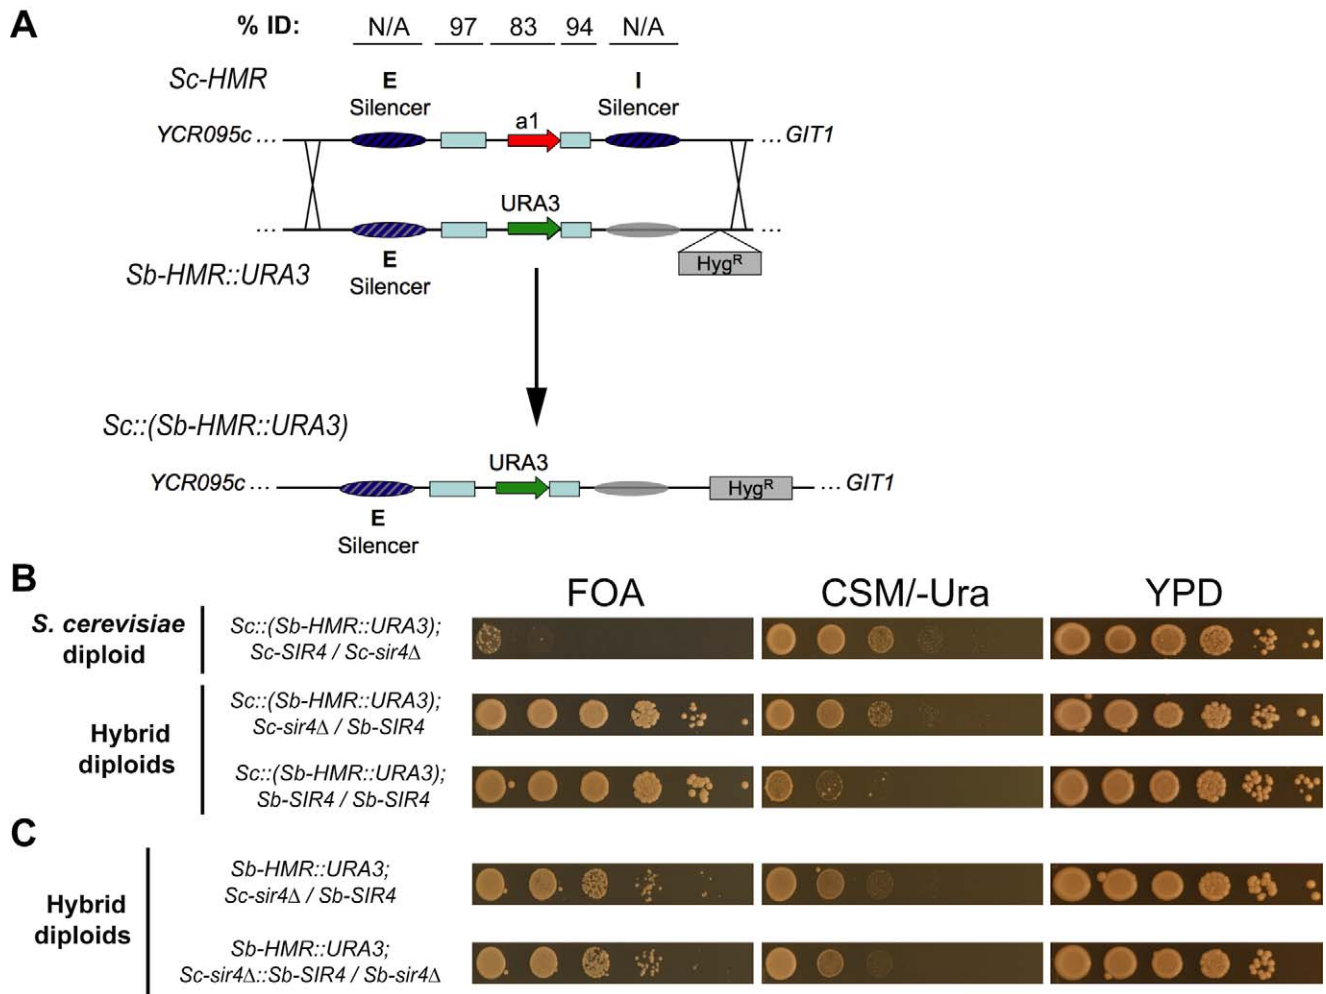 A
% ID: N/A 97 83 94 N/A
Sc-HMR
E
Silencer
I
Silencer
a1
YCR095c ...
... GIT1
URA3
...
...
Sb-HMR::URA3
E
Silencer
Hyg^R
Sc::(Sb-HMR::URA3)
URA3
YCR095c ...
Hyg^R
... GIT1
E
Silencer
B
FOA CSM/-Ura YPD
S. cerevisiae
diploid
Sc::(Sb-HMR::URA3);
Sc-SIR4 / Sc-sir4Δ
Hybrid
diploids
Sc::(Sb-HMR::URA3);
Sc-sir4Δ / Sb-SIR4
Sc::(Sb-HMR::URA3);
Sb-SIR4 / Sb-SIR4
C
Hybrid
diploids
Sb-HMR::URA3;
Sc-sir4Δ / Sb-SIR4
Sb-HMR::URA3;
Sc-sir4Δ::Sb-SIR4 / Sb-sir4Δ